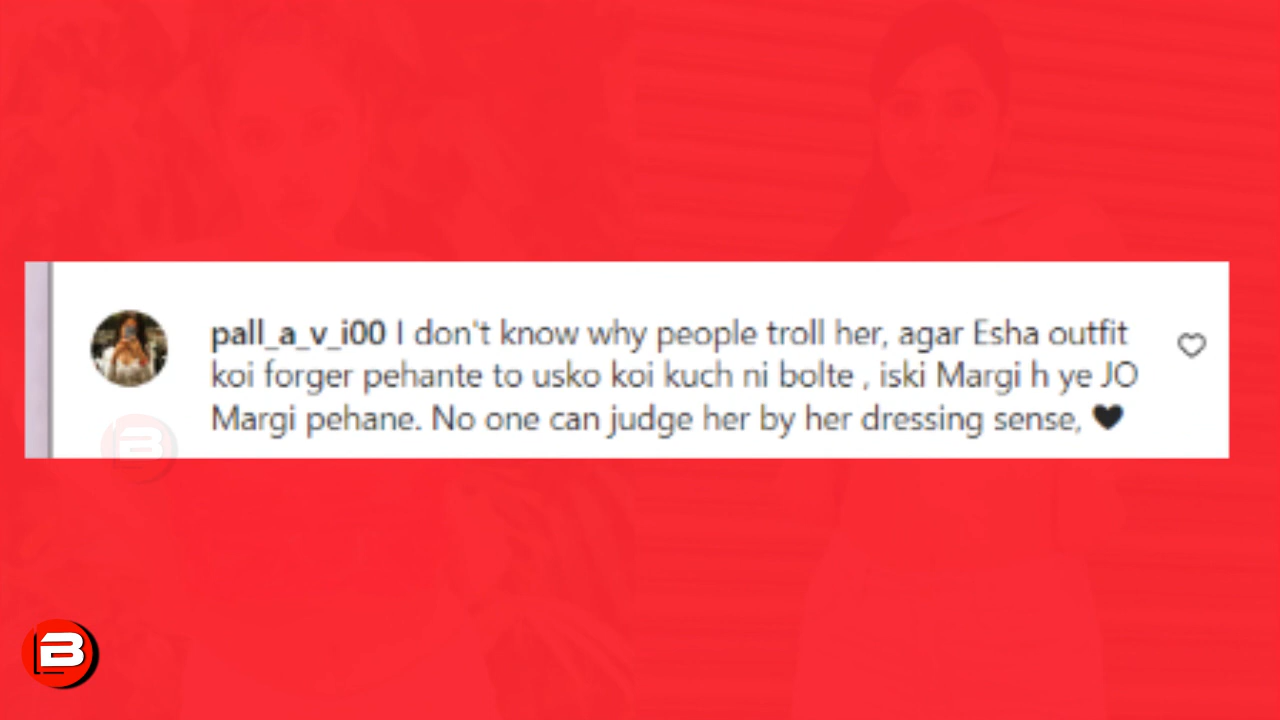 pall_a_v_i00 I don't know why people troll her, agar Esha outfit
koi forger pehante to usko koi kuch ni bolte , iski Margi h ye JO
Margi pehane. No one can judge her by her dressing sense, 🖤
B
B